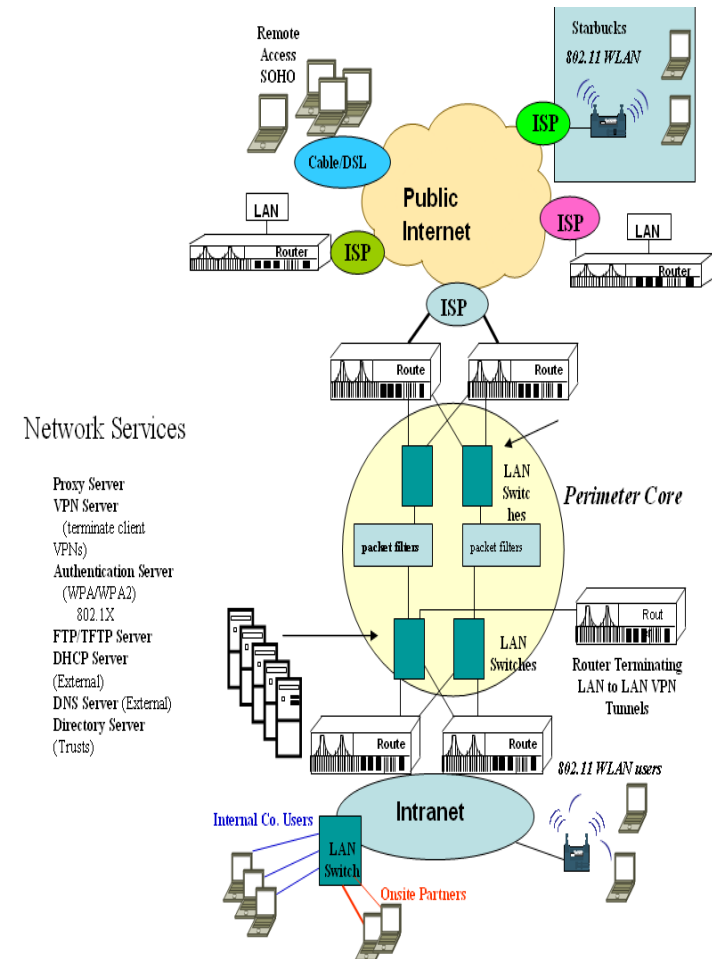 Remote
Access
SOHO
Starbucks
802.11 WLAN
ISP
Cable/DSL
Public
Internet
LAN
Router
ISP
ISP
LAN
Router
ISP
Route
Route
Network Services
Proxy Server
VPN Server
(terminate client
VPNs)
Authentication Server
(WPA/WPA2)
802.1X
FTP/TFTP Server
DHCP Server
(External)
DNS Server (External)
Directory Server
(Trusts)
LAN
Switc
hes
Perimeter Core
packet filters
packet filters
LAN
Switches
Rout
Router Terminating
LAN to LAN VPN
Tunnels
Route
Route
802.11 WLAN users
Intranet
Internal Co. Users
LAN
Switch
Onsite Partners